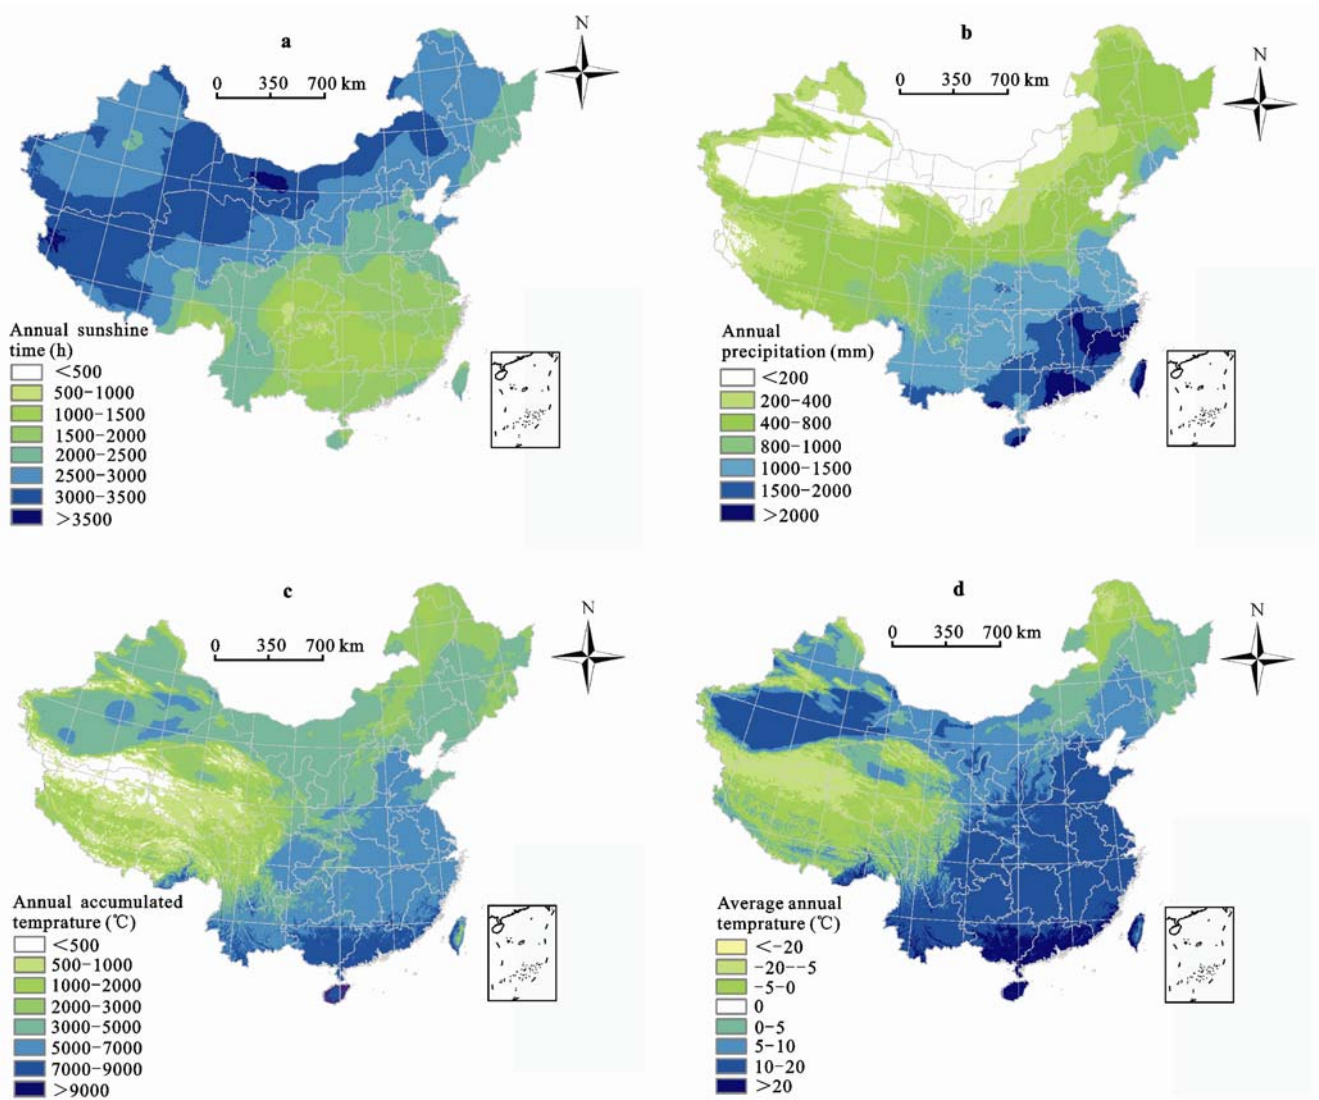 a
N
0 350 700 km
Annual sunshine
time (h)
<500
500-1000
1000-1500
1500-2000
2000-2500
2500-3000
3000-3500
>3500
b
N
0 350 700 km
Annual
precipitation (mm)
<200
200-400
400-800
800-1000
1000-1500
1500-2000
>2000
c
N
0 350 700 km
Annual accumulated
temprature (℃)
<500
500-1000
1000-2000
2000-3000
3000-5000
5000-7000
7000-9000
>9000
d
N
0 350 700 km
Average annual
temprature (℃)
<-20
-20--5
-5-0
0
0-5
5-10
10-20
>20